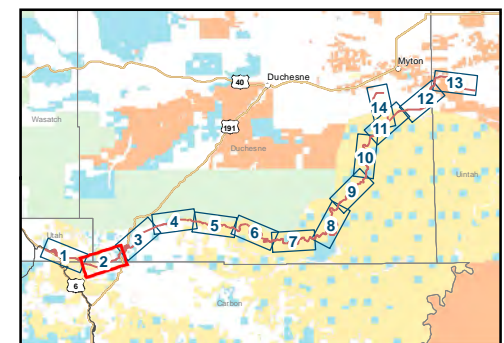 Myton
40
Duchesne
13
12
14
Wasatch
191
11
Duchesne
10
Uintah
9
4
5
8
Utah
3
6
7
1
2
6
Carbon